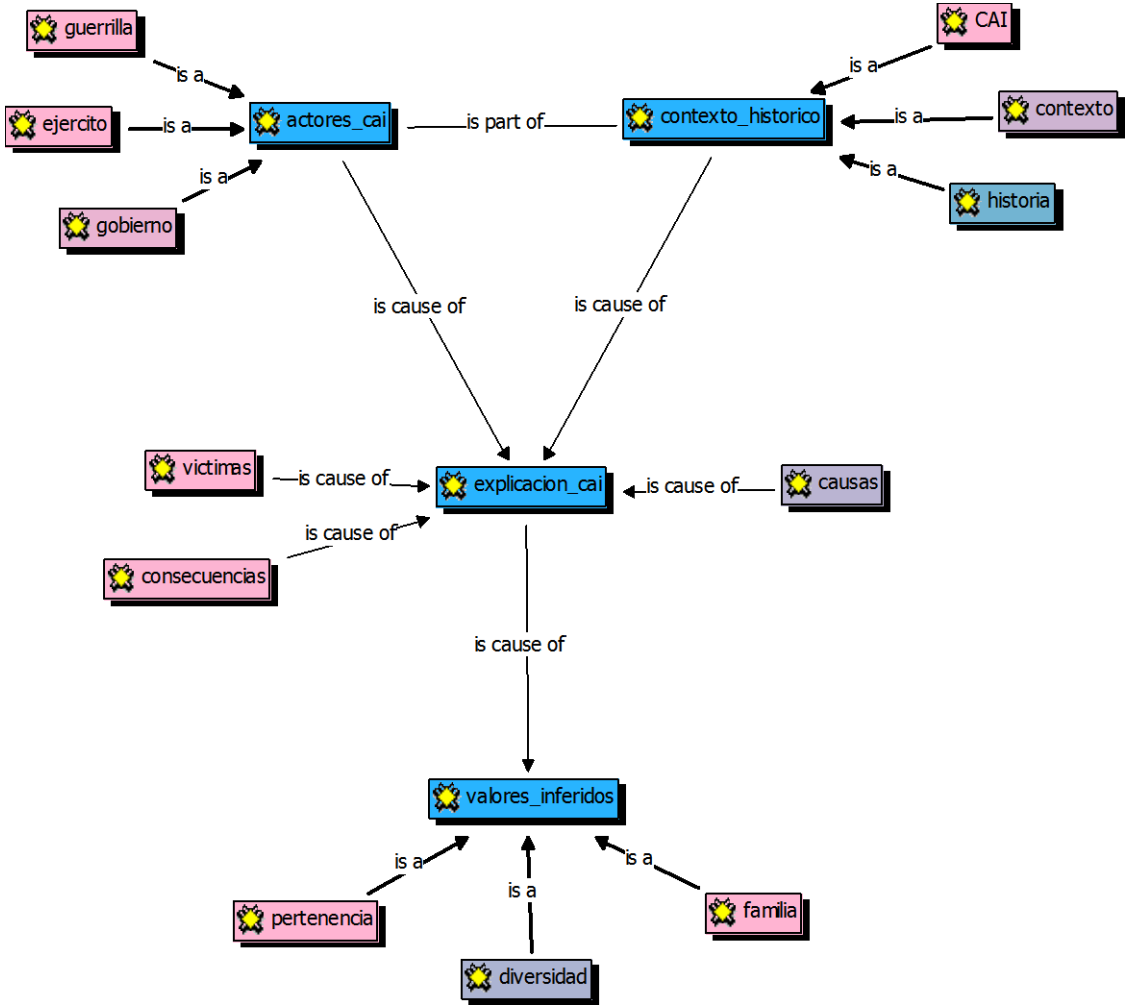 guerrilla
CAI
is a
is a
ejercito
is a
actores_cai
is part of
contexto_historico
is a
contexto
is a
is a
gobierno
historia
is cause of
is cause of
victimas
is cause of
explicacion_cai
is cause of
causas
is cause of
consecuencias
is cause of
valores_inferidos
is a
is a
is a
pertenencia
familia
diversidad